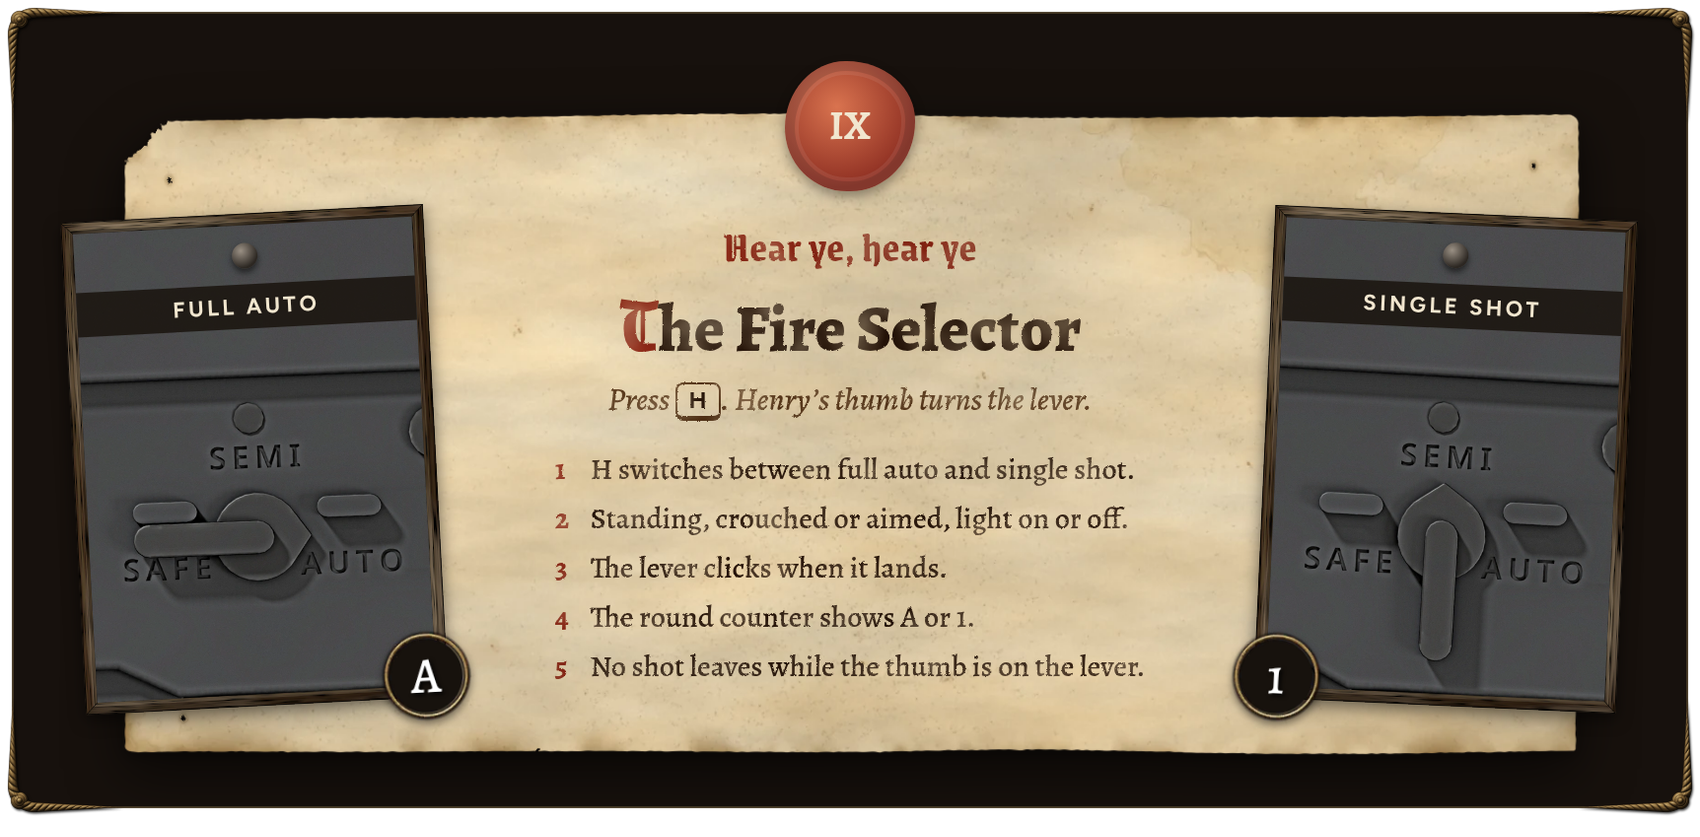 IX
Hear ye, hear ye
The Fire Selector
Press H. Henry's thumb turns the lever.
1 H switches between full auto and single shot.
2 Standing, crouched or aimed, light on or off.
3 The lever clicks when it lands.
4 The round counter shows A or 1.
5 No shot leaves while the thumb is on the lever.
FULL AUTO
SEMI
SAFE AUTO
A
SINGLE SHOT
SEMI
SAFE AUTO
1